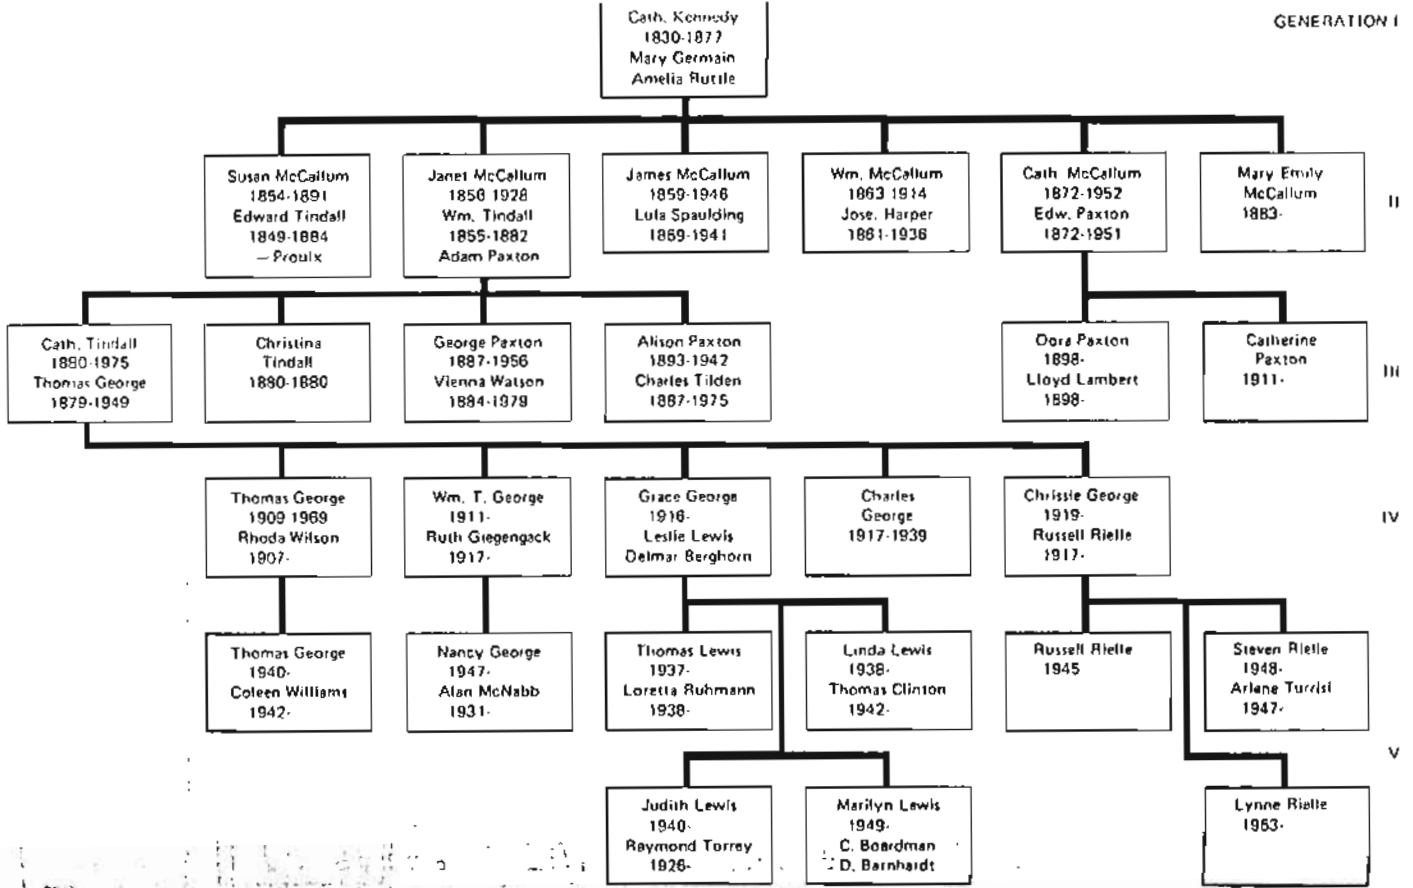 GENERATION I
Cath. Kennedy
1830-1877
Mary Germain
Amelia Ruttle
II
Susan McCallum
1854-1891
Edward Tindall
1849-1884
— Proulx
Janet McCallum
1856 1928
Wm. Tindall
1855-1882
Adam Paxton
James McCallum
1859-1946
Lula Spaulding
1869-1941
Wm. McCallum
1863 1914
Jose. Harper
1861-1936
Cath. McCallum
1872-1952
Edw. Paxton
1872-1951
Mary Emily
McCallum
1883-
III
Cath. Tindall
1880-1975
Thomas George
1879-1949
Christina
Tindall
1880-1880
George Paxton
1887-1956
Vienna Watson
1884-1979
Alison Paxton
1893-1942
Charles Tilden
1887-1975
Dora Paxton
1898-
Lloyd Lambert
1898-
Catherine
Paxton
1911-
IV
Thomas George
1909 1969
Rhoda Wilson
1907-
Wm. T. George
1911-
Ruth Giegengack
1917-
Grace George
1916-
Leslie Lewis
Delmar Berghorn
Charles
George
1917-1939
Chrissie George
1919-
Russell Rielle
1917-
V
Thomas George
1940-
Coleen Williams
1942-
Nancy George
1947-
Alan McNabb
1931-
Thomas Lewis
1937-
Loretta Ruhmann
1938-
Linda Lewis
1938-
Thomas Clinton
1942-
Russell Rielle
1945
Steven Rielle
1948-
Arlene Turrisi
1947-
Judith Lewis
1940-
Raymond Torrey
1926-
Marilyn Lewis
1949-
C. Boardman
D. Barnhardt
Lynne Rielle
1953-